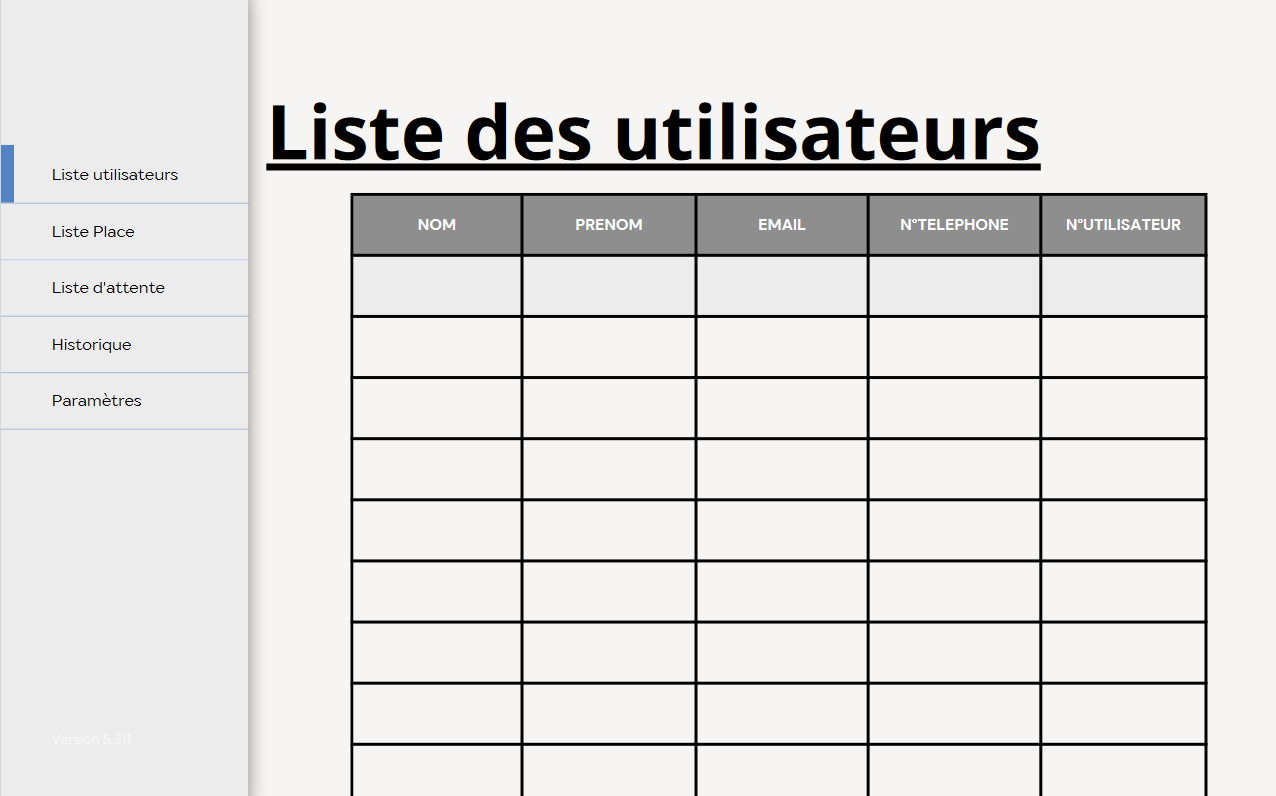 Liste des utilisateurs
Liste utilisateurs
Liste Place
Liste d'attente
Historique
Paramètres
Version 5.311
NOM PRENOM EMAIL N°TELEPHONE N°UTILISATEUR